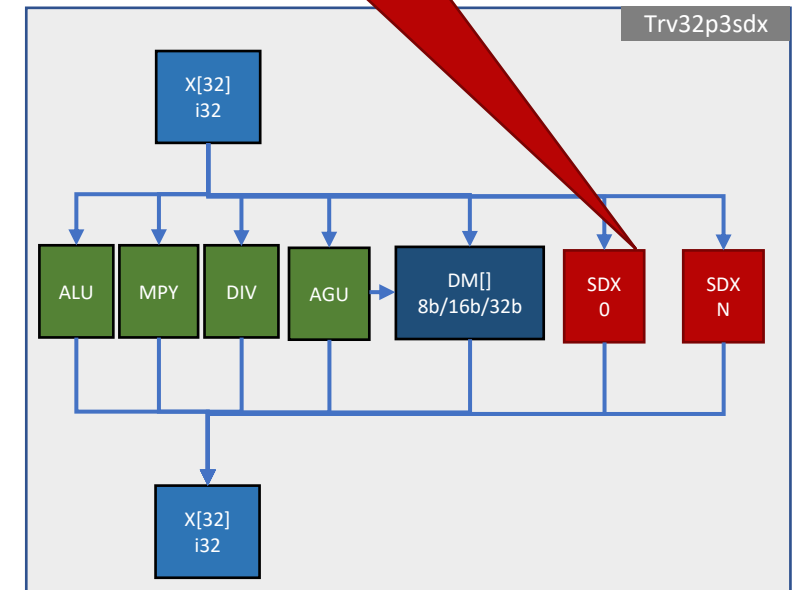 Trv32p3sdx
X[32]
i32
ALU
MPY
DIV
AGU
DM[]
8b/16b/32b
SDX
0
SDX
N
X[32]
i32